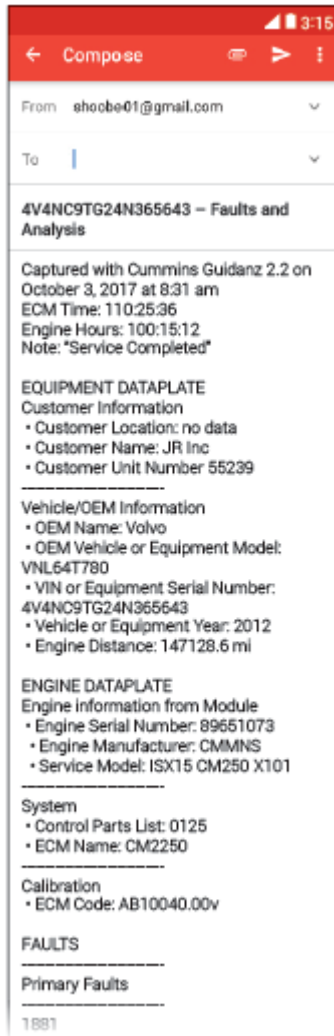 3:15
Compose
From shoobe01@gmail.com
To
4V4NC9TG24N365643 – Faults and
Analysis
Captured with Cummins Guidanz 2.2 on
October 3, 2017 at 8:31 am
ECM Time: 110:25:36
Engine Hours: 100:15:12
Note: "Service Completed"
EQUIPMENT DATAPLATE
Customer Information
• Customer Location: no data
• Customer Name: JR Inc
• Customer Unit Number 55239
--------------------
Vehicle/OEM Information
• OEM Name: Volvo
• OEM Vehicle or Equipment Model:
VNL64T780
• VIN or Equipment Serial Number:
4V4NC9TG24N365643
• Vehicle or Equipment Year: 2012
• Engine Distance: 147128.6 mi
ENGINE DATAPLATE
Engine information from Module
• Engine Serial Number: 89651073
• Engine Manufacturer: CMMNS
• Service Model: ISX15 CM250 X101
--------------------
System
• Control Parts List: 0125
• ECM Name: CM2250
--------------------
Calibration
• ECM Code: AB10040.00v
FAULTS
--------------------
Primary Faults
--------------------
1881